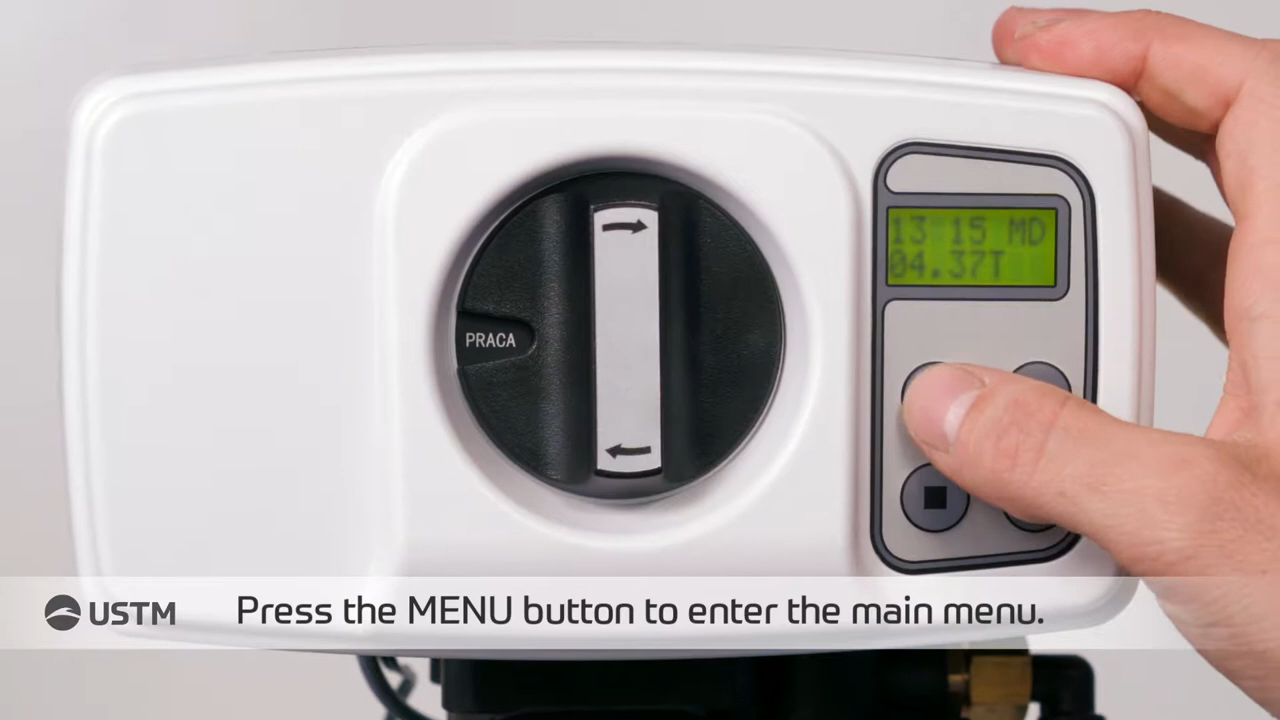 13 15 MD
04.37T
PRACA
USTM
Press the MENU button to enter the main menu.